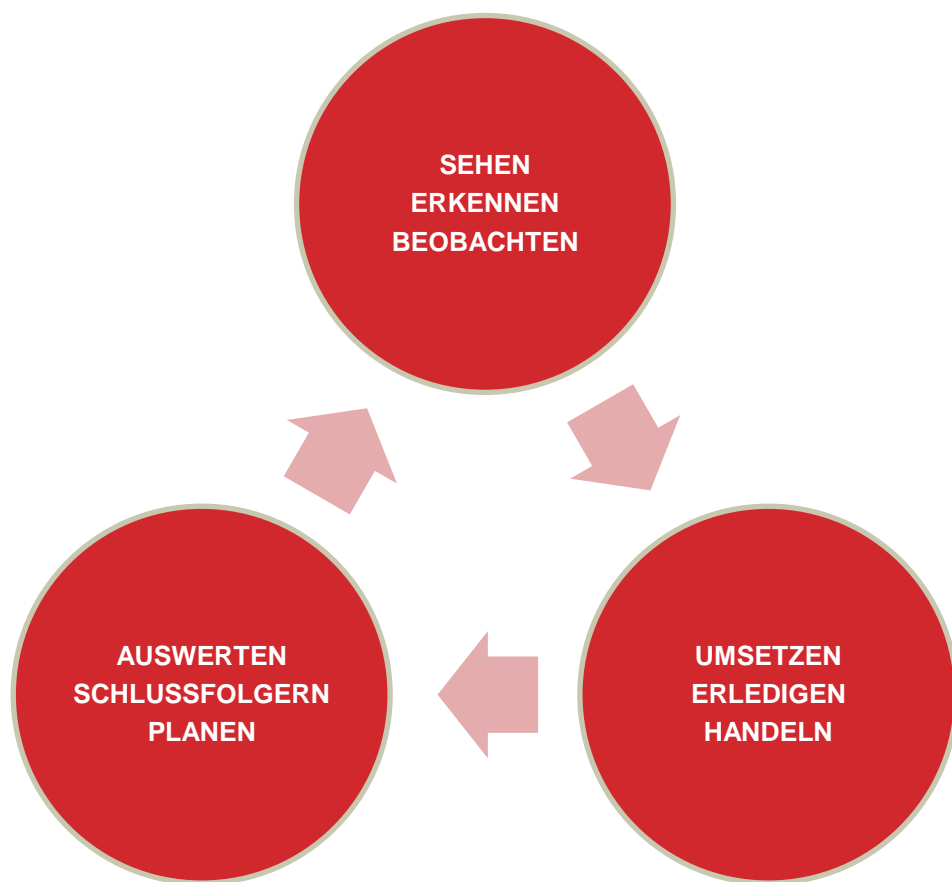 SEHEN
ERKENNEN
BEOBACHTEN
AUSWERTEN
SCHLUSSFOLGERN
PLANEN
UMSETZEN
ERLEDIGEN
HANDELN